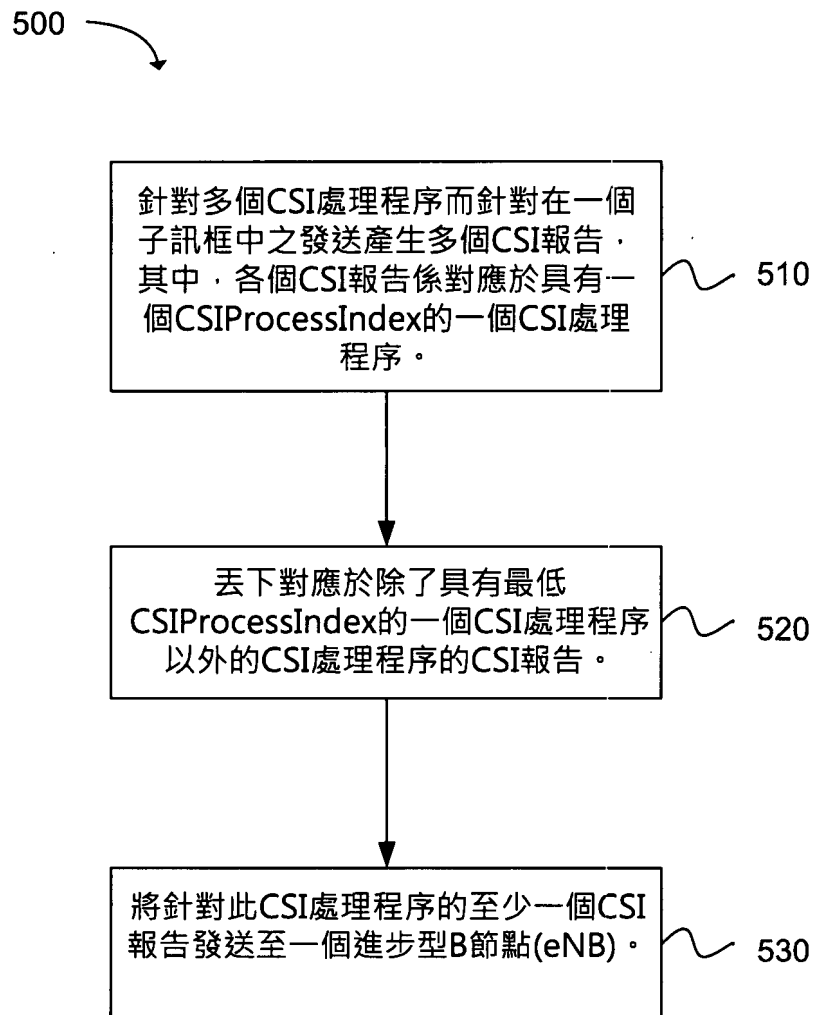 500
針對多個CSI處理程序而針對在一個
子訊框中之發送產生多個CSI報告，
其中，各個CSI報告係對應於具有一
個CSIProcessIndex的一個CSI處理
程序。
510
丟下對應於除了具有最低
CSIProcessIndex的一個CSI處理程序
以外的CSI處理程序的CSI報告。
520
將針對此CSI處理程序的至少一個CSI
報告發送至一個進步型B節點(eNB)。
530